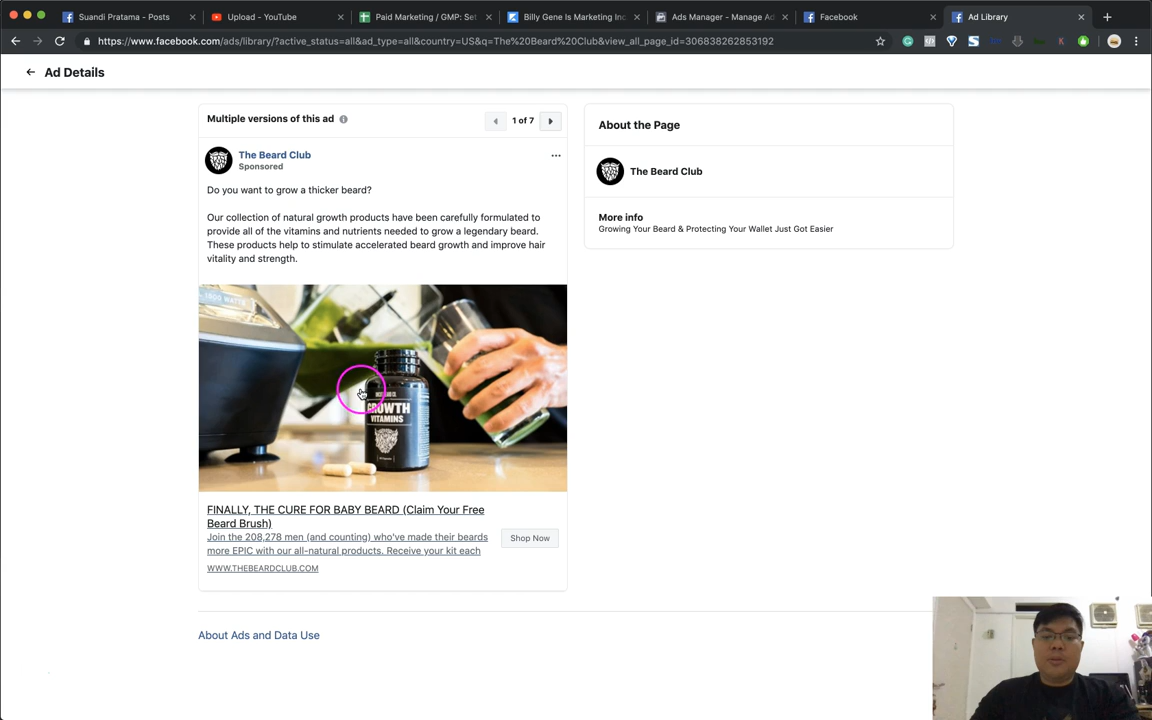 Suandi Pratama - Posts
Upload - YouTube
Paid Marketing / GMP: Set
Billy Gene Is Marketing Inc
Ads Manager - Manage Ad
Facebook
Ad Library
https://www.facebook.com/ads/library/?active_status=all&ad_type=all&country=US&q=The%20Beard%20Club&view_all_page_id=306838262853192
Ad Details
Multiple versions of this ad
1 of 7
The Beard Club
Sponsored
Do you want to grow a thicker beard?
Our collection of natural growth products have been carefully formulated to
provide all of the vitamins and nutrients needed to grow a legendary beard.
These products help to stimulate accelerated beard growth and improve hair
vitality and strength.
WATTS
GROWTH
VITAMINS
FINALLY, THE CURE FOR BABY BEARD (Claim Your Free
Beard Brush)
Join the 208,278 men (and counting) who've made their beards
more EPIC with our all-natural products. Receive your kit each
WWW.THEBEARDCLUB.COM
Shop Now
About the Page
The Beard Club
More info
Growing Your Beard & Protecting Your Wallet Just Got Easier
About Ads and Data Use